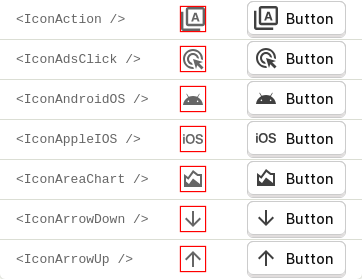 <IconAction /> A A Button
<IconAdsClick /> Button
<IconAndroidOS /> Button
<IconAppleIOS /> iOS iOS Button
<IconAreaChart /> Button
<IconArrowDown /> Button
<IconArrowUp /> Button